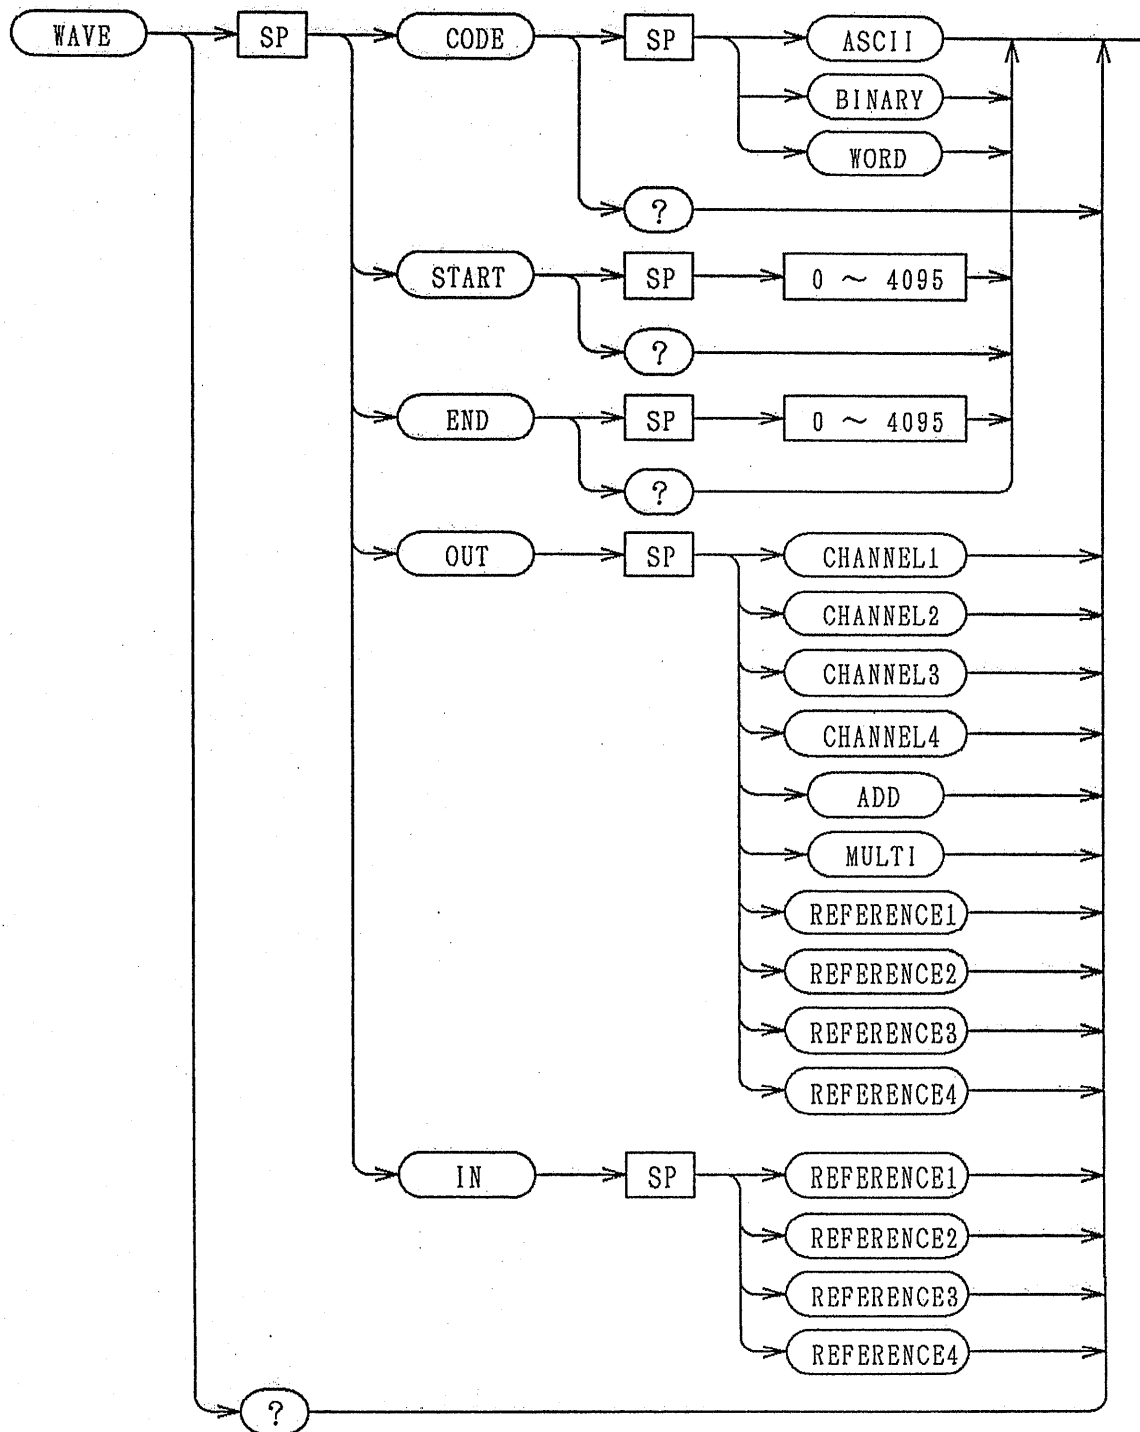 WAVE SP CODE SP ASCII
BINARY
WORD
?
START SP 0 ～ 4095
?
END SP 0 ～ 4095
?
OUT SP CHANNEL1
CHANNEL2
CHANNEL3
CHANNEL4
ADD
MULTI
REFERENCE1
REFERENCE2
REFERENCE3
REFERENCE4
IN SP REFERENCE1
REFERENCE2
REFERENCE3
REFERENCE4
?